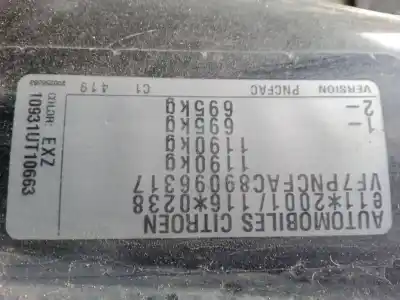 AUTOMOBILES CITROEN
e11*2001/116*0238
VF7PNCFAC89096317
1190kg
1190kg
1– 695kg
2– 695kg
VERSION PNCFAC C1 419
COLOR: EXZ
10931UT10663